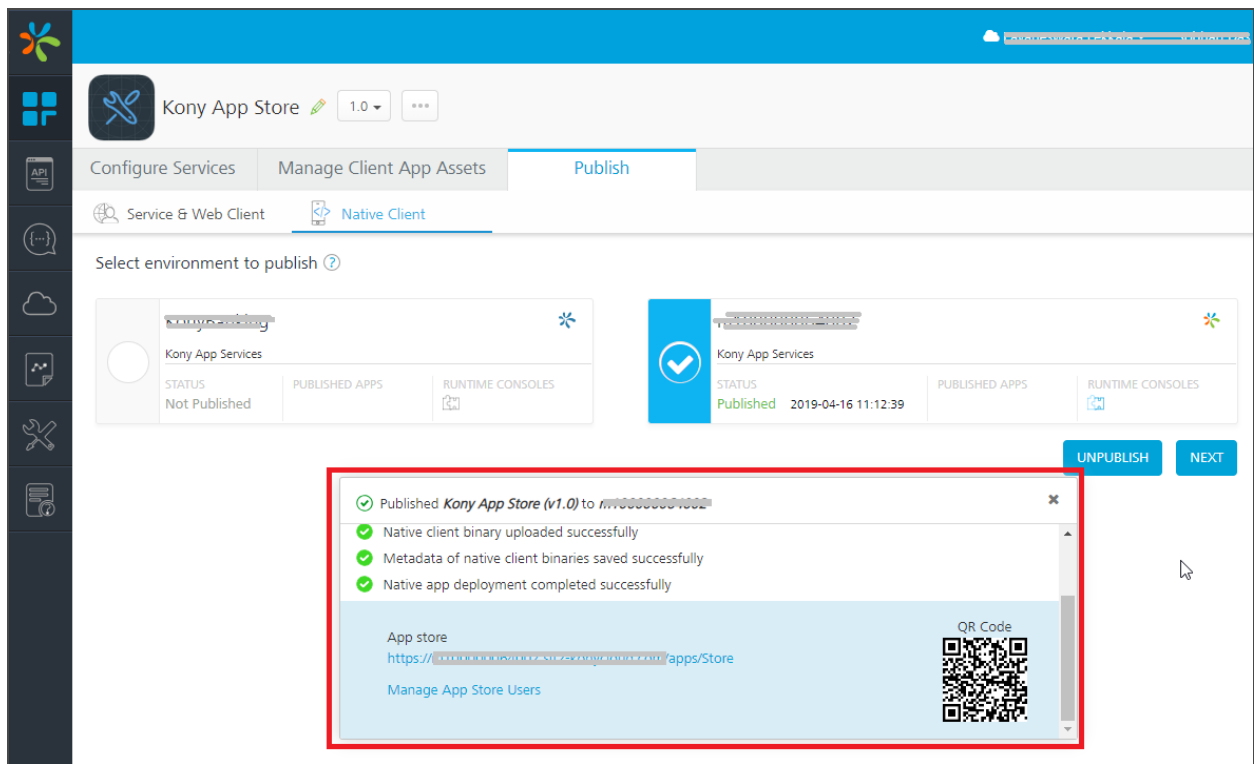 Kony App Store 1.0
API
Configure Services Manage Client App Assets Publish
Service & Web Client Native Client
Select environment to publish ?
Kony App Services
STATUS PUBLISHED APPS RUNTIME CONSOLES
Not Published
Kony App Services
STATUS PUBLISHED APPS RUNTIME CONSOLES
Published 2019-04-16 11:12:39
UNPUBLISH NEXT
Published Kony App Store (v1.0) to
Native client binary uploaded successfully
Metadata of native client binaries saved successfully
Native app deployment completed successfully
App store QR Code
https:// /apps/Store
Manage App Store Users